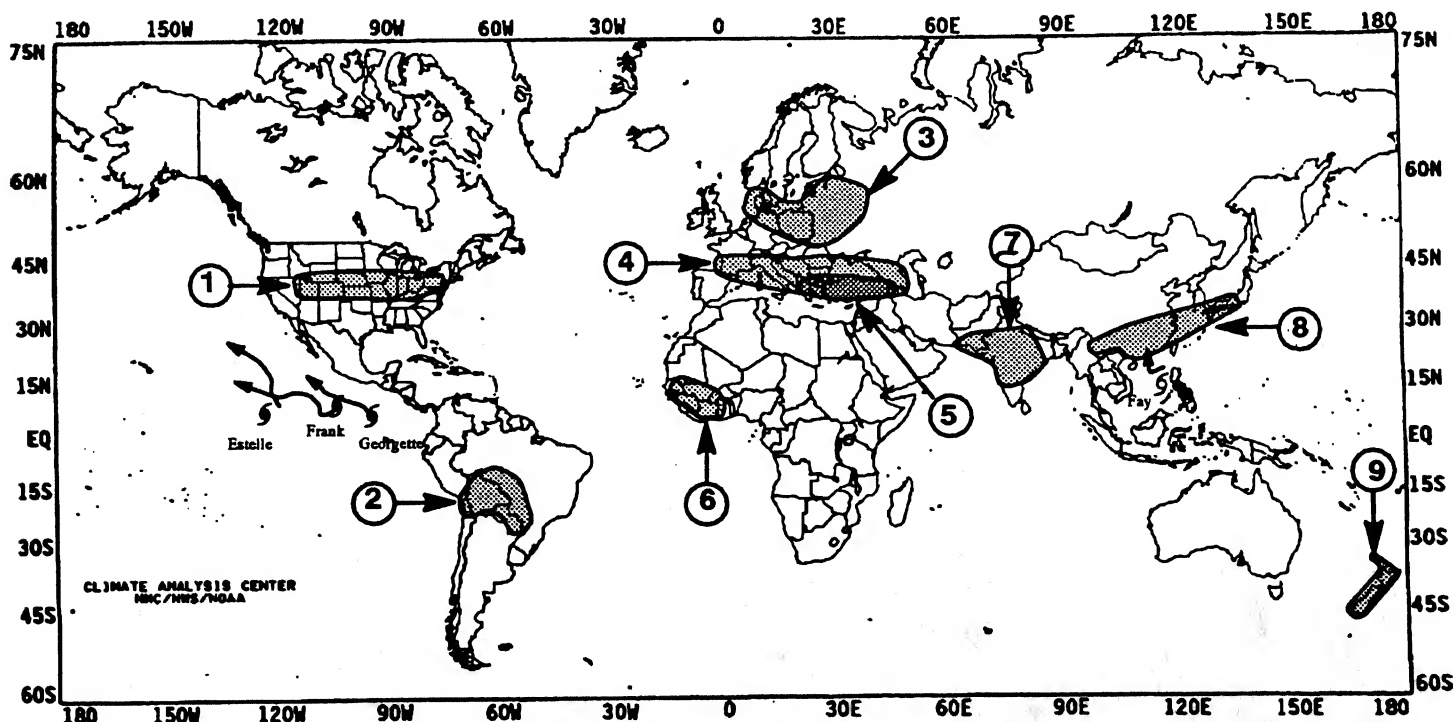 180 150W 120W 90W 60W 30W 0 30E 60E 90E 120E 150E 180
75N 75N
60N 60N
3
7
45N 4 45N
1
30N 30N
8
15N 15N
Fay
5
Estelle Frank Georgette
EQ EQ
9
15S 2 6 15S
30S 30S
CLIMATE ANALYSIS CENTER
NMC/NWS/NOAA
45S 45S
60S 60S
180 150W 120W 90W 60W 30W 0 30E 60E 90E 120E 150E 180